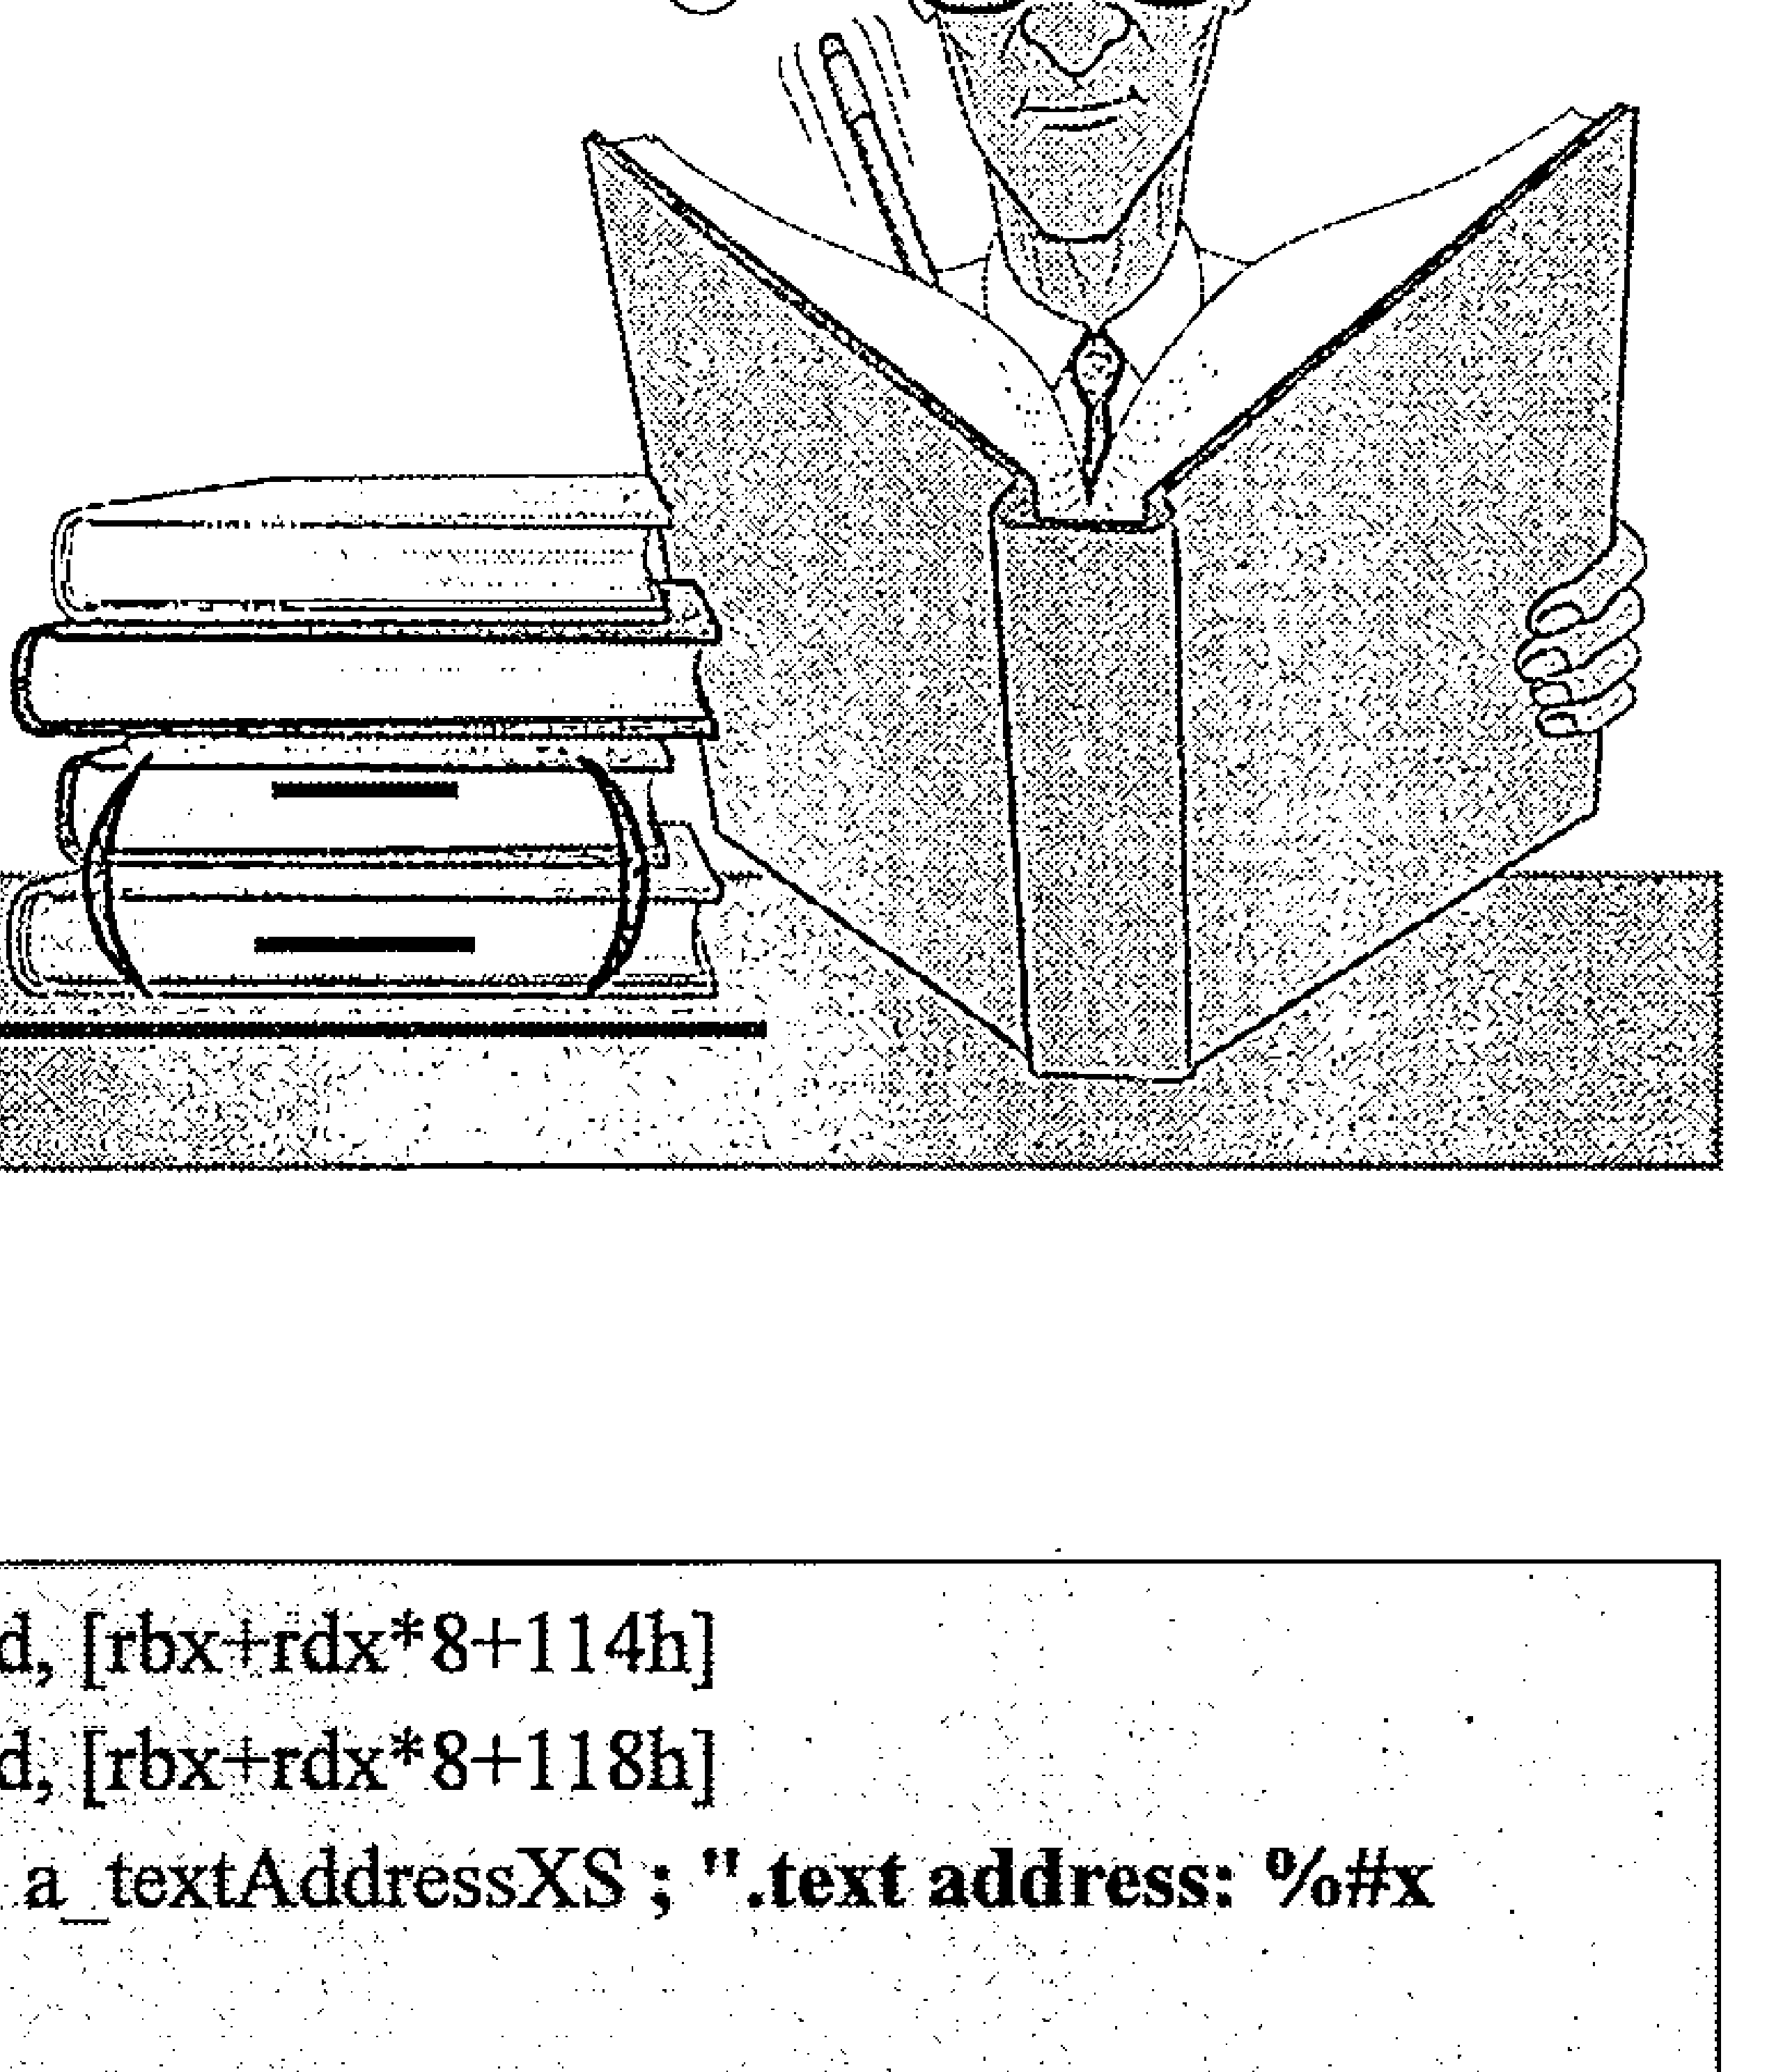 d, [rbx+rdx*8+114h]
d, [rbx+rdx*8+118h]
a_textAddressXS ; ".text address: %#x